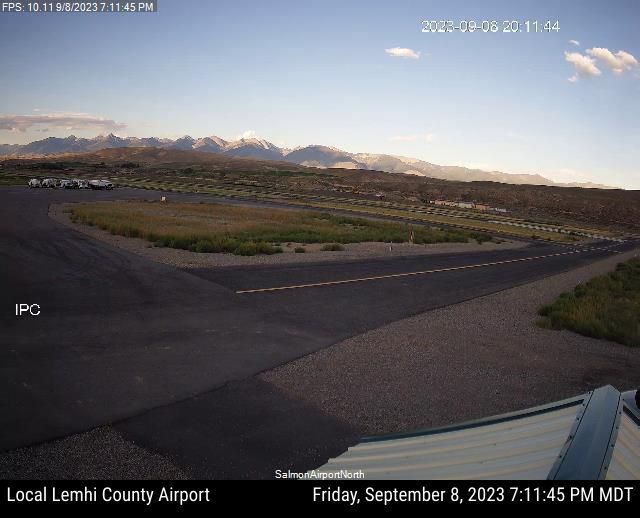 FPS: 10.11 9/8/2023 7:11:45 PM
2023-09-08 20:11:44
IPC
SalmonAirportNorth
Local Lemhi County Airport
Friday, September 8, 2023 7:11:45 PM MDT